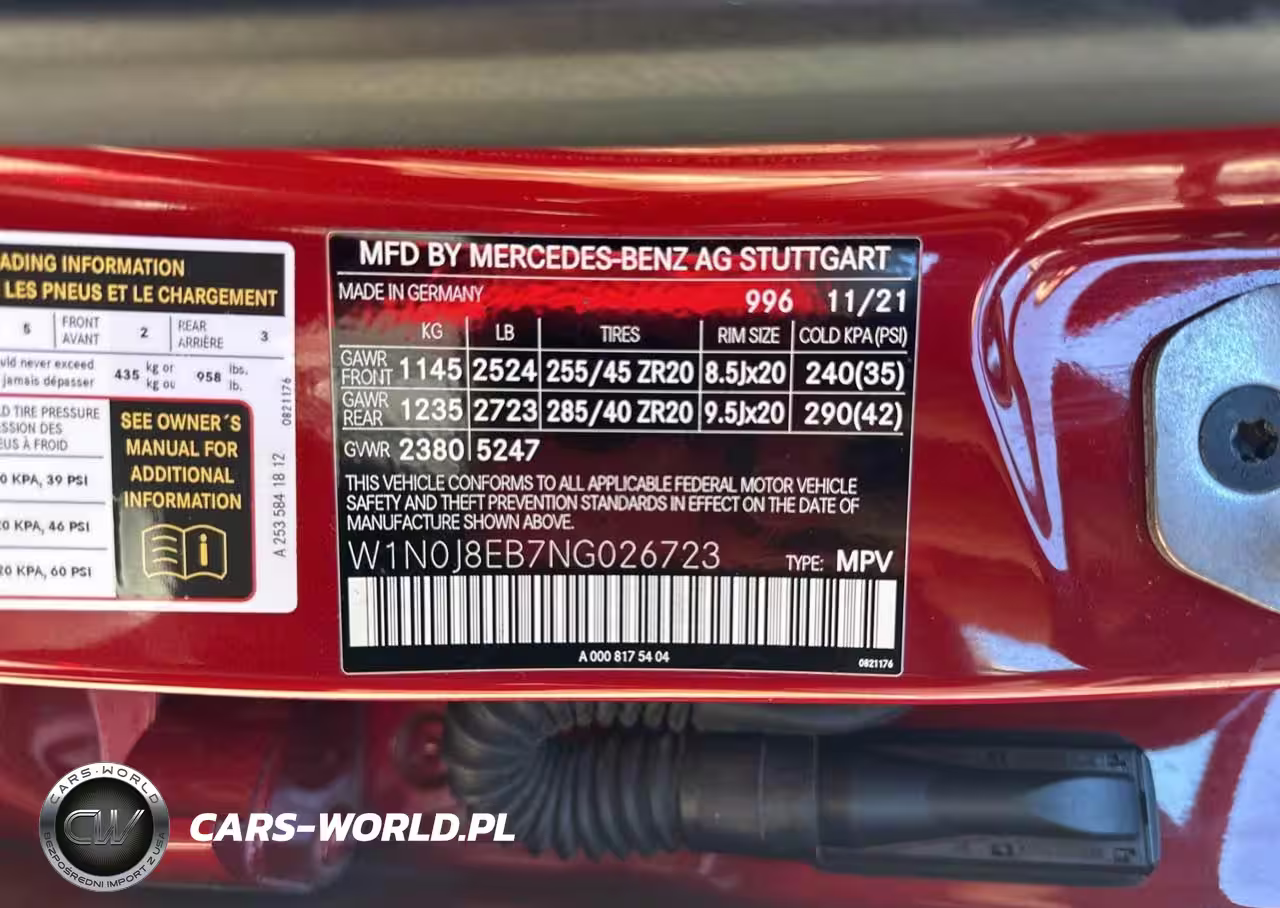 ADING INFORMATION
LES PNEUS ET LE CHARGEMENT
5 FRONT AVANT 2 REAR ARRIÈRE 3
uld never exceed
jamais dépasser
435 kg or kg ou 958 lbs. lb.
D TIRE PRESSURE
SSION DES
EUS À FROID
0 KPA, 39 PSI
20 KPA, 46 PSI
20 KPA, 60 PSI
SEE OWNER´S
MANUAL FOR
ADDITIONAL
INFORMATION
0821176
A 253 584 18 12
MFD BY MERCEDES-BENZ AG STUTTGART
MADE IN GERMANY 996 11/21
KG LB TIRES RIM SIZE COLD KPA(PSI)
GAWR FRONT 1145 2524 255/45 ZR20 8.5Jx20 240(35)
GAWR REAR 1235 2723 285/40 ZR20 9.5Jx20 290(42)
GVWR 2380 5247
THIS VEHICLE CONFORMS TO ALL APPLICABLE FEDERAL MOTOR VEHICLE
SAFETY AND THEFT PREVENTION STANDARDS IN EFFECT ON THE DATE OF
MANUFACTURE SHOWN ABOVE.
W1N0J8EB7NG026723 TYPE: MPV
A 000 817 54 04
0821176
CARS-WORLD
CW
BEZPOŚREDNI IMPORT Z USA
CARS-WORLD.PL